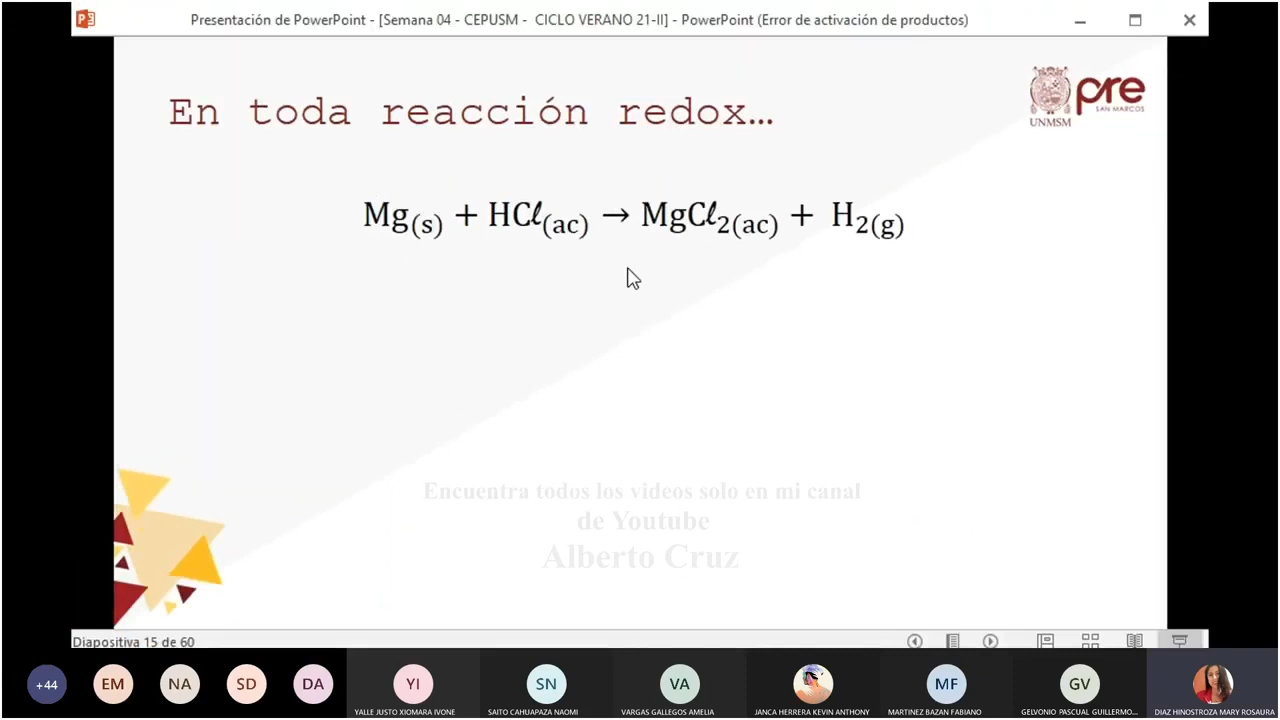 Presentación de PowerPoint - [Semana 04 - CEPUSM - CICLO VERANO 21-II] - PowerPoint (Error de activación de productos)
En toda reacción redox…
UNMSM
pre
SAN MARCOS
Mg(s) + HCℓ(ac) → MgCℓ2(ac) + H2(g)
Encuentra todos los videos solo en mi canal
de Youtube
Alberto Cruz
Diapositiva 15 de 60
+44
EM
NA
SD
DA
YI
SN
VA
MF
GV
YALLE JUSTO XIOMARA IVONE
SAITO CAHUAPAZA NAOMI
VARGAS GALLEGOS AMELIA
JANCA HERRERA KEVIN ANTHONY
MARTINEZ BAZAN FABIANO
GELVONIO PASCUAL GUILLERMO...
DIAZ HINOSTROZA MARY ROSAURA